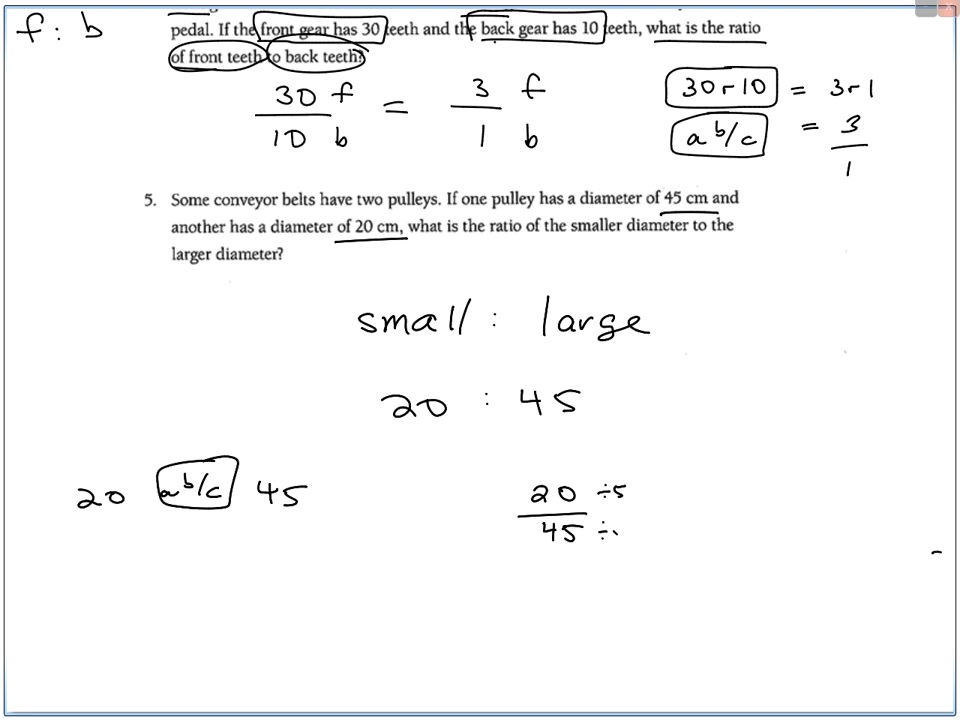 f : b
pedal. If the front gear has 30 teeth and the back gear has 10 teeth, what is the ratio
of front teeth to back teeth?
30 f = 3 f
10 b 1 b
30 r 10 = 3 r 1
a b/c = 3
1
5. Some conveyor belts have two pulleys. If one pulley has a diameter of 45 cm and
another has a diameter of 20 cm, what is the ratio of the smaller diameter to the
larger diameter?
small : large
20 : 45
20 a b/c 45
20 ÷5
45 ÷